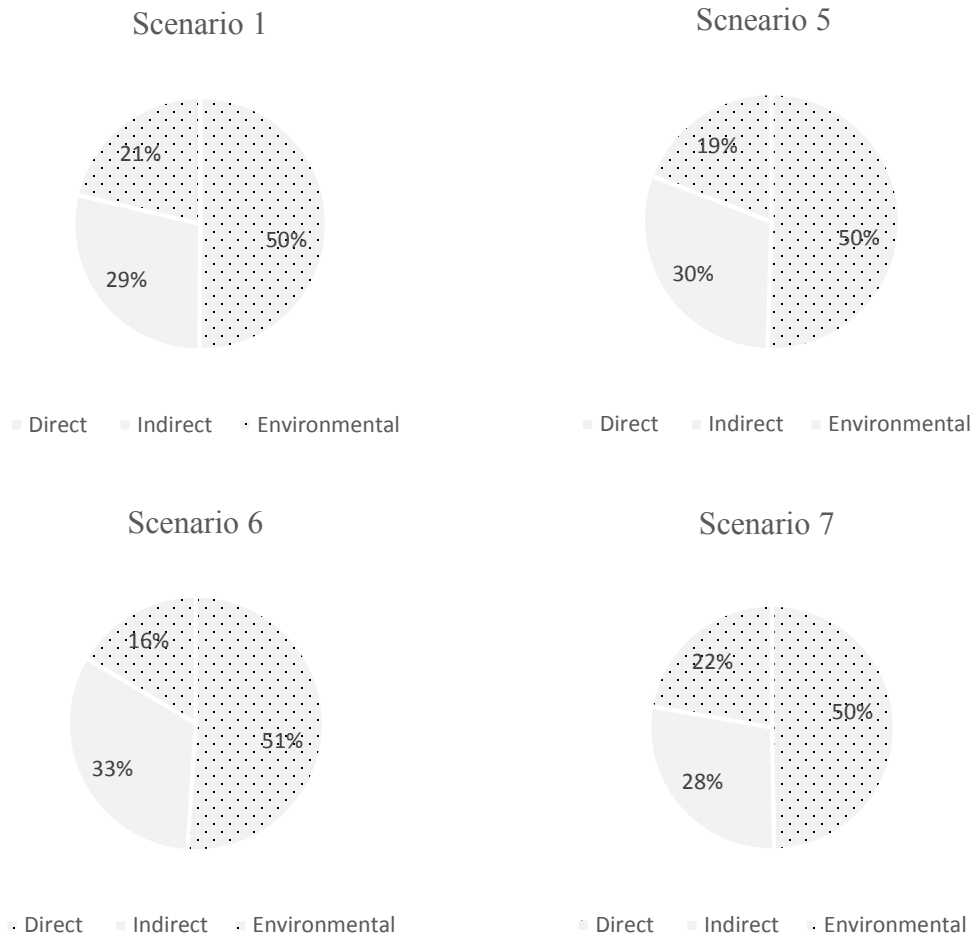 Scenario 1
21%
50%
29%
Direct Indirect Environmental
Scneario 5
19%
50%
30%
Direct Indirect Environmental
Scenario 6
16%
51%
33%
Direct Indirect Environmental
Scenario 7
22%
50%
28%
Direct Indirect Environmental